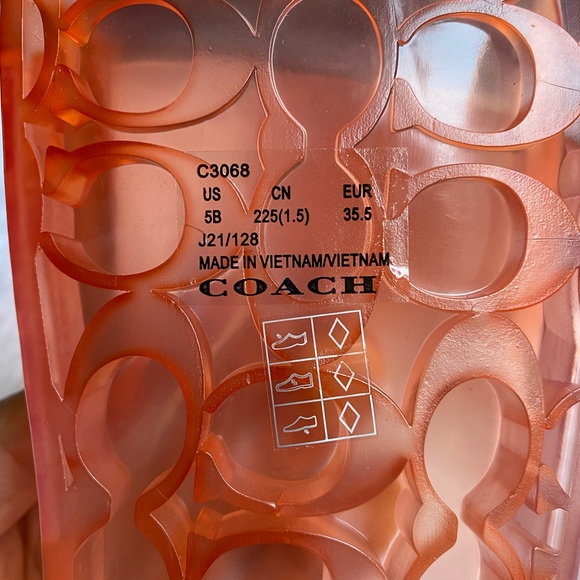 C3068
US CN EUR
5B 225(1.5) 35.5
J21/128
MADE IN VIETNAM/VIETNAM
COACH